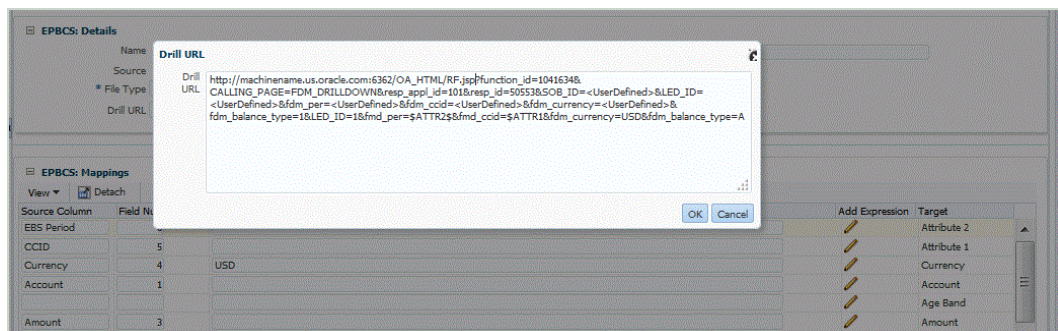 EPBCS: Details
Name
Drill URL
Source
Drill URL
http://machinename.us.oracle.com:6362/OA_HTML/RF.jsp?function_id=1041634&
* File Type
CALLING_PAGE=FDM_DRILLDOWN&resp_appl_id=101&resp_id=50553&SOB_ID=<UserDefined>&LED_ID=
<UserDefined>&fdm_per=<UserDefined>&fdm_ccid=<UserDefined>&fdm_currency=<UserDefined>&
Drill URL
fdm_balance_type=1&LED_ID=1&fmd_per=$ATTR2$&fmd_ccid=$ATTR1&fdm_currency=USD&fdm_balance_type=A
EPBCS: Mappings
View Detach
OK Cancel
Source Column Field Add Expression Target
EBS Period Attribute 2
CCID 5 Attribute 1
Currency 4 USD Currency
Account 1 Account
Age Band
Amount 3 Amount